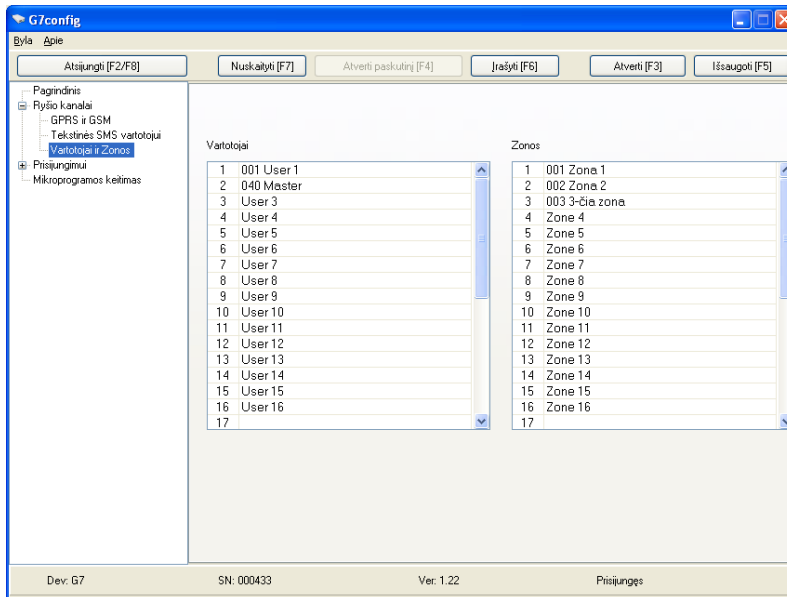 G7config
Byla Apie
Atsijungti [F2/F8] Nuskaityti [F7] Atverti paskutinį [F4] Įrašyti [F6] Atverti [F3] Išsaugoti [F5]
Pagrindinis
Ryšio kanalai
GPRS ir GSM
Tekstinės SMS vartotojui
Vartotojai ir Zonos
Prisijungimui
Mikroprogramos keitimas
Vartotojai
1 001 User 1
2 040 Master
3 User 3
4 User 4
5 User 5
6 User 6
7 User 7
8 User 8
9 User 9
10 User 10
11 User 11
12 User 12
13 User 13
14 User 14
15 User 15
16 User 16
17
Zonos
1 001 Zona 1
2 002 Zona 2
3 003 3-čia zona
4 Zone 4
5 Zone 5
6 Zone 6
7 Zone 7
8 Zone 8
9 Zone 9
10 Zone 10
11 Zone 11
12 Zone 12
13 Zone 13
14 Zone 14
15 Zone 15
16 Zone 16
17
Dev: G7 SN: 000433 Ver: 1.22 Prisijungęs